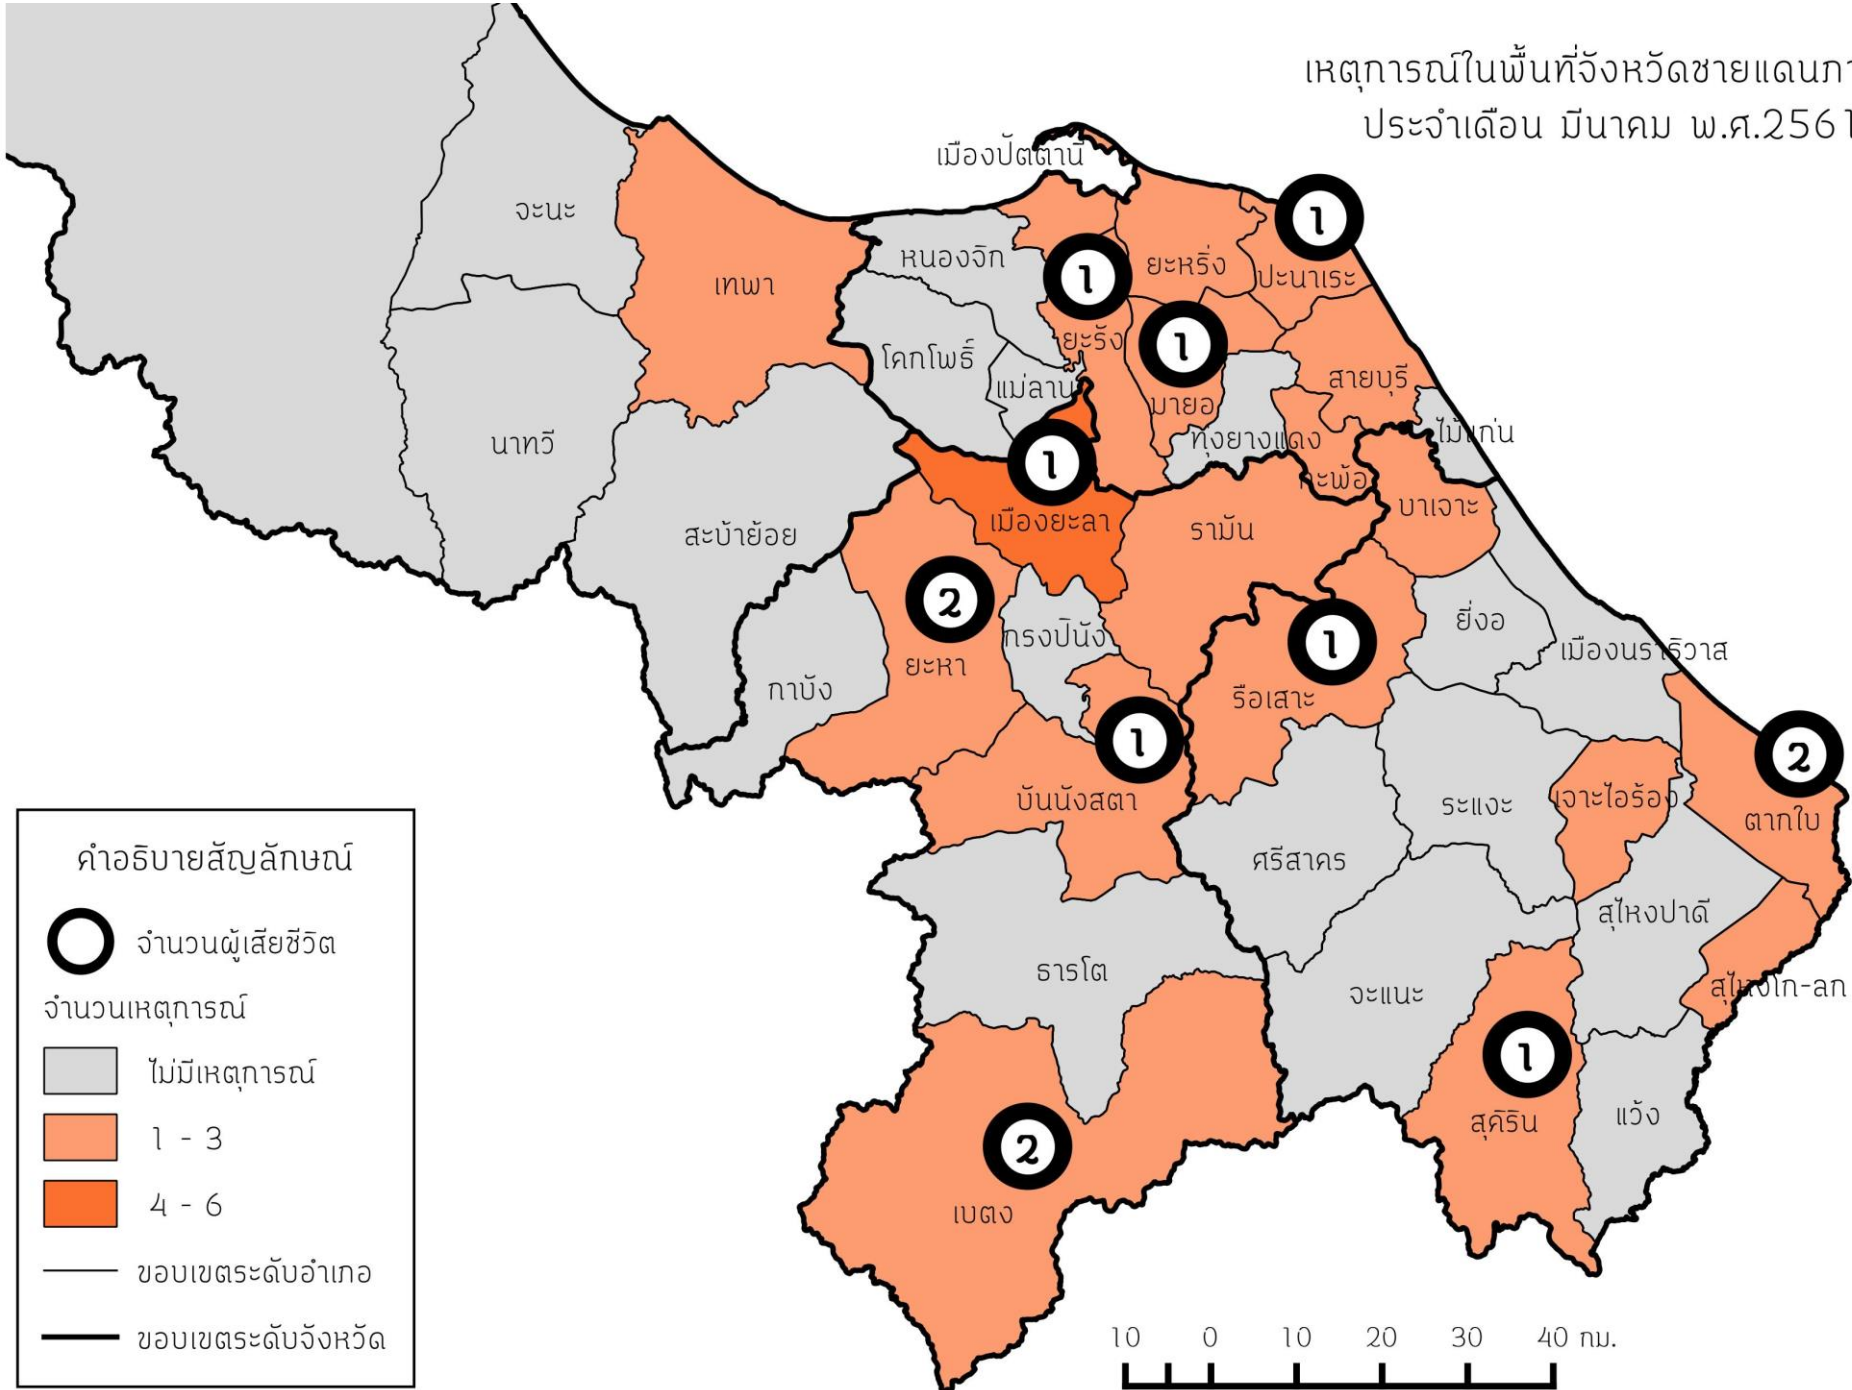 เหตุการณ์ในพื้นที่จังหวัดชายแดนภา
ประจำเดือน มีนาคม พ.ศ.2561
เมืองปัตตานี
จะนะ
1
หนองจิก
1
ยะหริ่ง
ปะนาเระ
เทพา
ยะรัง
1
โคกโพธิ์
แม่ลาน
มายอ
สายบุรี
นาทวี
1
ทุ่งยางแดง
ไม้แก่น
กะพ้อ
บาเจาะ
สะบ้าย้อย
เมืองยะลา
รามัน
2
กรงปินัง
1
ยี่งอ
เมืองนราธิวาส
กาบัง
ยะหา
รือเสาะ
1
2
บันนังสตา
ระแงะ
เจาะไอร้อง
ตากใบ
ศรีสาคร
สุไหงปาดี
ธารโต
จะแนะ
สุไหงโก-ลก
1
สุคิริน
แว้ง
2
เบตง
คำอธิบายสัญลักษณ์
จำนวนผู้เสียชีวิต
จำนวนเหตุการณ์
ไม่มีเหตุการณ์
1 - 3
4 - 6
ขอบเขตระดับอำเภอ
ขอบเขตระดับจังหวัด
10 0 10 20 30 40 กม.